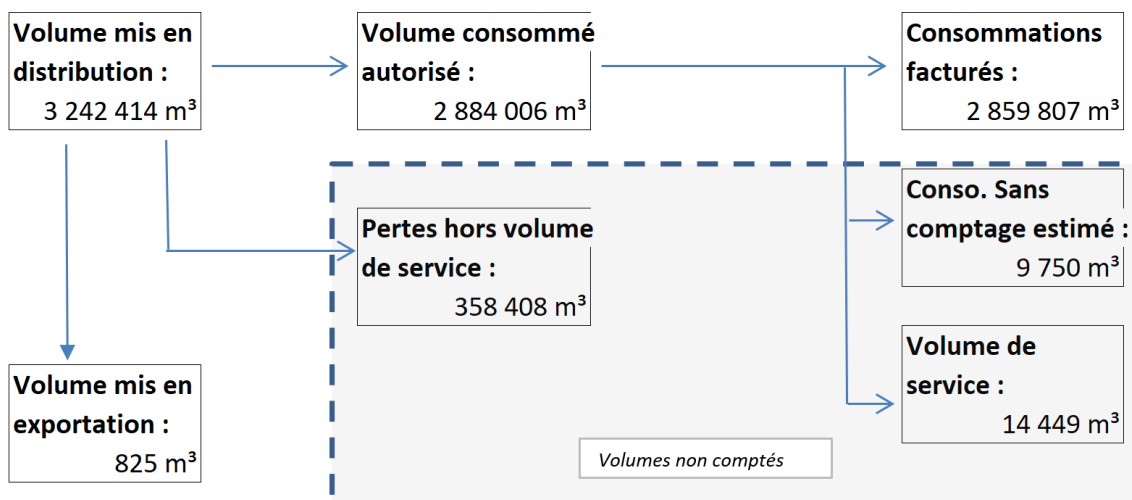 Volume mis en
distribution :
3 242 414 m³
Volume consommé
autorisé :
2 884 006 m³
Consommations
facturés :
2 859 807 m³
Pertes hors volume
de service :
358 408 m³
Conso. Sans
comptage estimé :
9 750 m³
Volume mis en
exportation :
825 m³
Volume de
service :
14 449 m³
Volumes non comptés